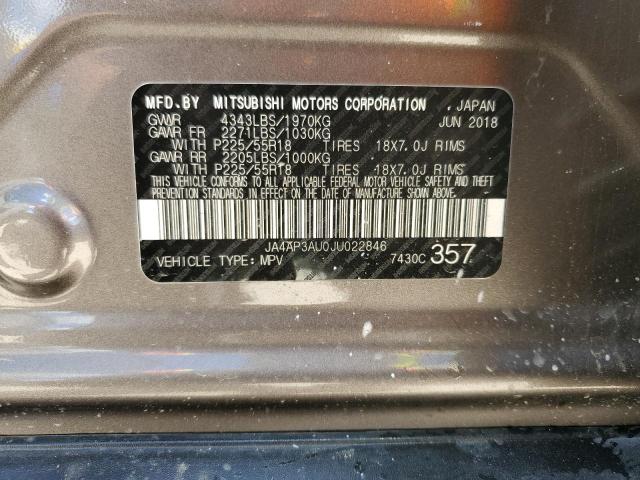 MFD.BY MITSUBISHI MOTORS CORPORATION, JAPAN
GVWR 4343LBS/1970KG JUN 2018
GAWR FR 2271LBS/1030KG
WITH P225/55R18 TIRES 18X7.0J RIMS
GAWR RR 2205LBS/1000KG
WITH P225/55R18 TIRES 18X7.0J RIMS
THIS VEHICLE CONFORMS TO ALL APPLICABLE FEDERAL MOTOR VEHICLE SAFETY AND THEFT
PREVENTION STANDARDS IN EFFECT ON THE DATE OF MANUFACTURE SHOWN ABOVE.
JA4AP3AU0JU022846
VEHICLE TYPE: MPV 7430C 357